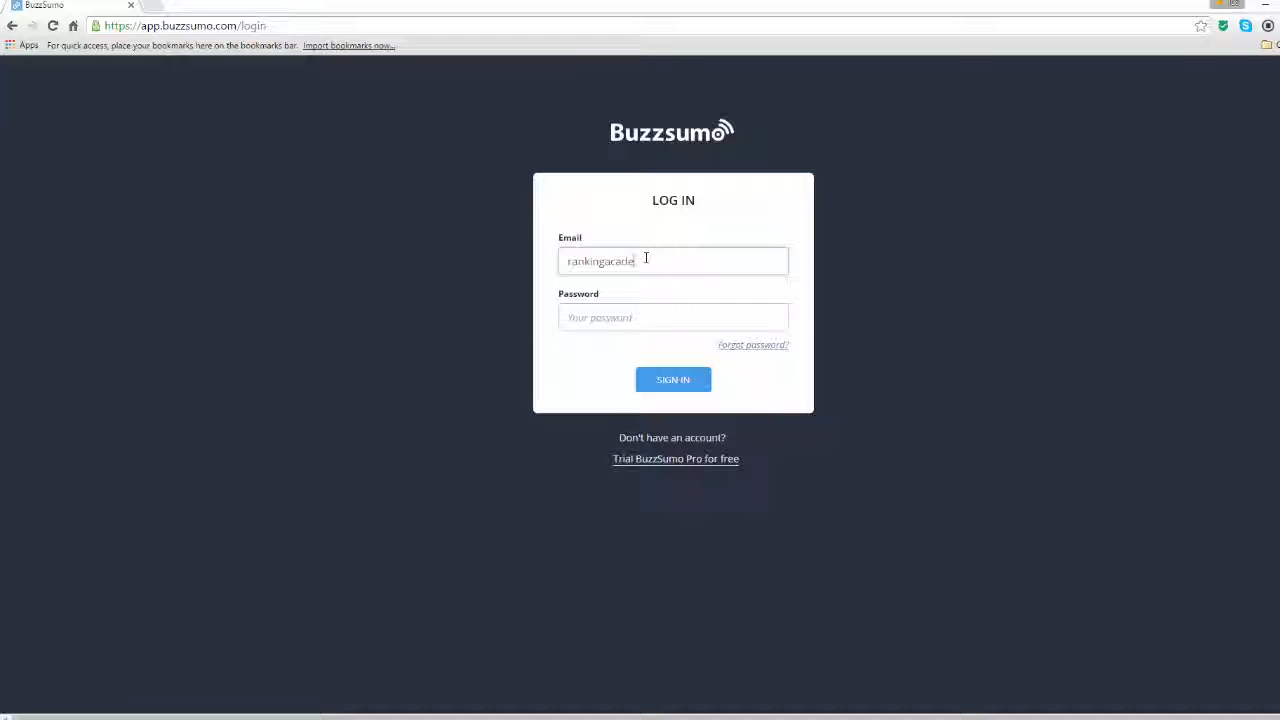 BuzzSumo
https://app.buzzsumo.com/login
Apps For quick access, place your bookmarks here on the bookmarks bar. Import bookmarks now...
Buzzsumo
LOG IN
Email
rankingacade
Password
Your password
Forgot password?
SIGN IN
Don't have an account?
Trial BuzzSumo Pro for free